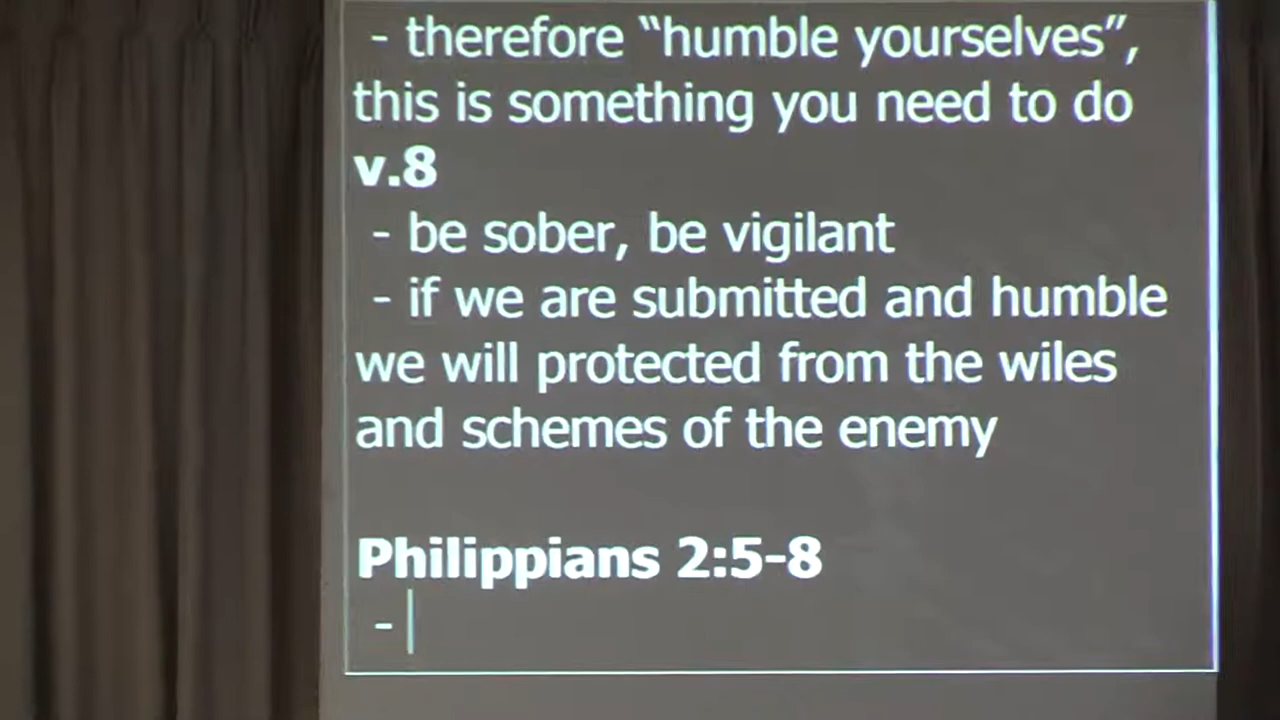 - therefore “humble yourselves”,
this is something you need to do
v.8
- be sober, be vigilant
- if we are submitted and humble
we will protected from the wiles
and schemes of the enemy
Philippians 2:5-8
-